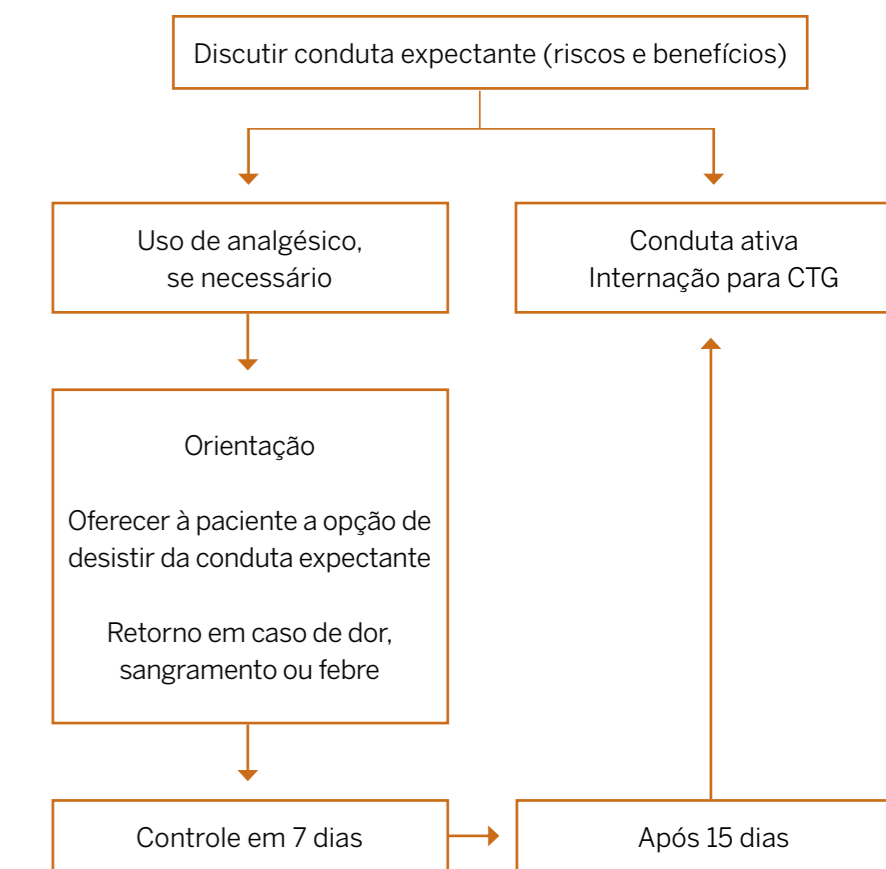 Discutir conduta expectante (riscos e benefícios)
Uso de analgésico,
se necessário
Conduta ativa
Internação para CTG
Orientação
Oferecer à paciente a opção de
desistir da conduta expectante
Retorno em caso de dor,
sangramento ou febre
Controle em 7 dias
Após 15 dias